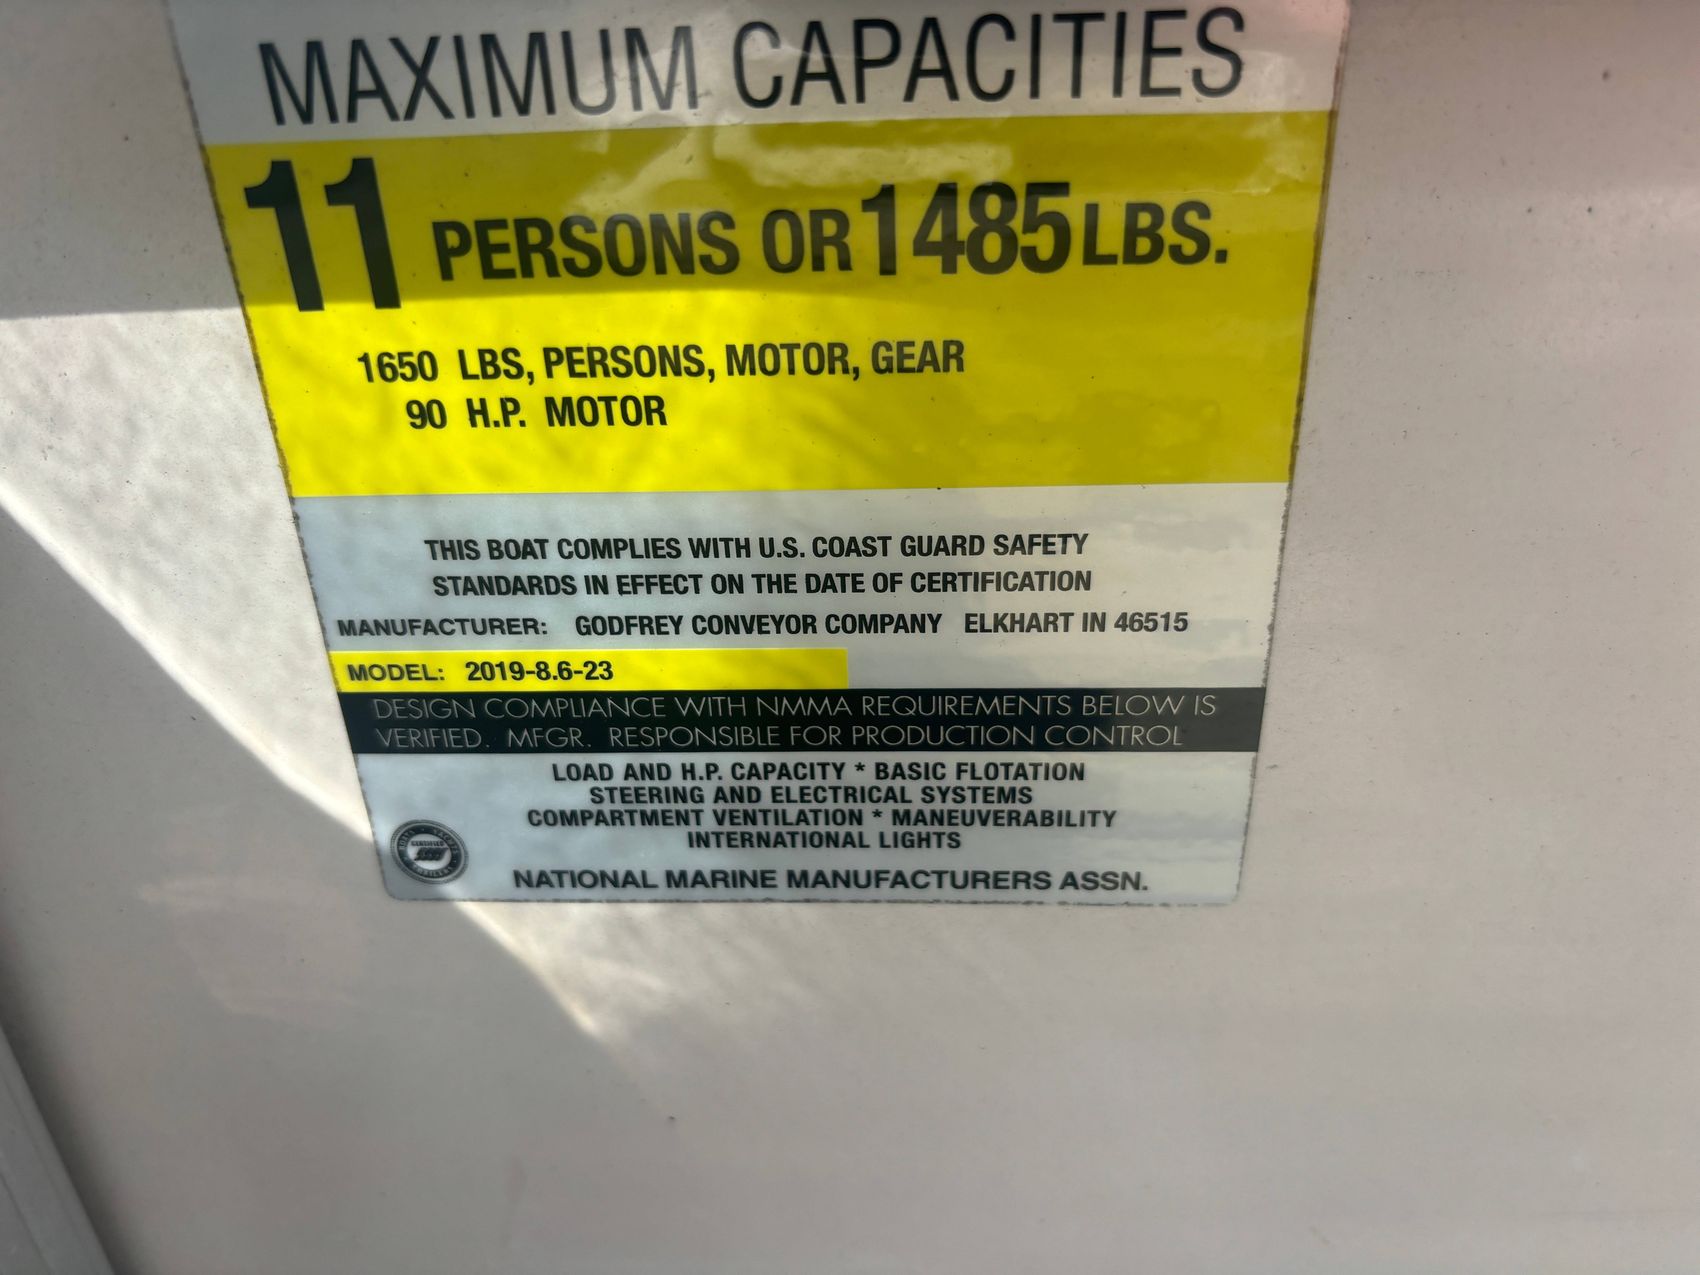 MAXIMUM CAPACITIES
11 PERSONS OR 1485 LBS.
1650 LBS, PERSONS, MOTOR, GEAR
90 H.P. MOTOR
THIS BOAT COMPLIES WITH U.S. COAST GUARD SAFETY
STANDARDS IN EFFECT ON THE DATE OF CERTIFICATION
MANUFACTURER: GODFREY CONVEYOR COMPANY ELKHART IN 46515
MODEL: 2019-8.6-23
DESIGN COMPLIANCE WITH NMMA REQUIREMENTS BELOW IS
VERIFIED. MFGR. RESPONSIBLE FOR PRODUCTION CONTROL
LOAD AND H.P. CAPACITY * BASIC FLOTATION
STEERING AND ELECTRICAL SYSTEMS
COMPARTMENT VENTILATION * MANEUVERABILITY
INTERNATIONAL LIGHTS
CERTIFIED
NATIONAL MARINE MANUFACTURERS ASSN.